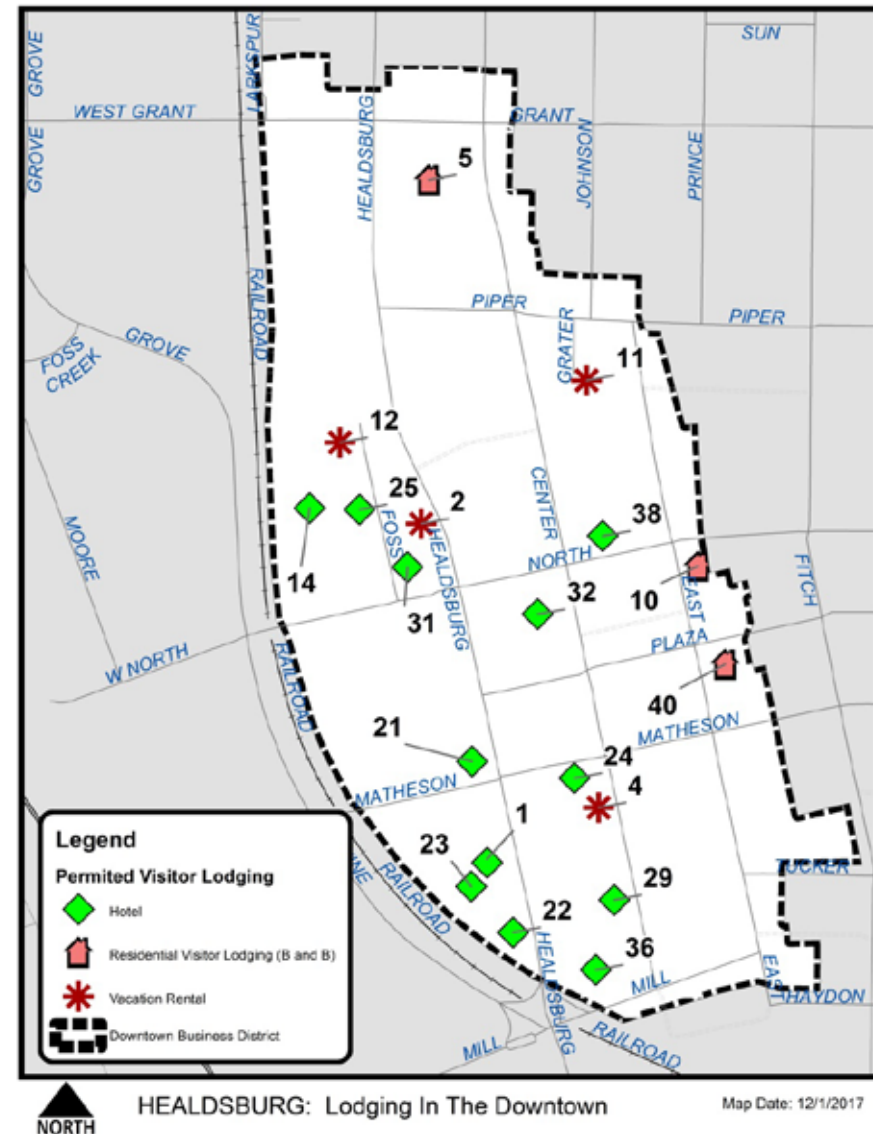 SUN
GROVE
LARKSPUR
WEST GRANT
GRANT
GROVE
HEALDSBURG
JOHNSON
PRINCE
5
RAILROAD
PIPER
PIPER
GROVE
FOSS
CREEK
GRATER
11
12
25
2
CENTER
38
MOORE
FOSS
HEALDSBURG
NORTH
FITCH
14
31
32
10
EAST
W NORTH
PLAZA
RAILROAD
40
MATHESON
21
24
MATHESON
4
1
23
RAILROAD
29
TUCKER
22
36
HEALDSBURG
MILL
EAST
HAYDON
MILL
RAILROAD
Legend
Permited Visitor Lodging
Hotel
Residential Visitor Lodging (B and B)
Vacation Rental
Downtown Business District
NORTH
HEALDSBURG: Lodging In The Downtown
Map Date: 12/1/2017